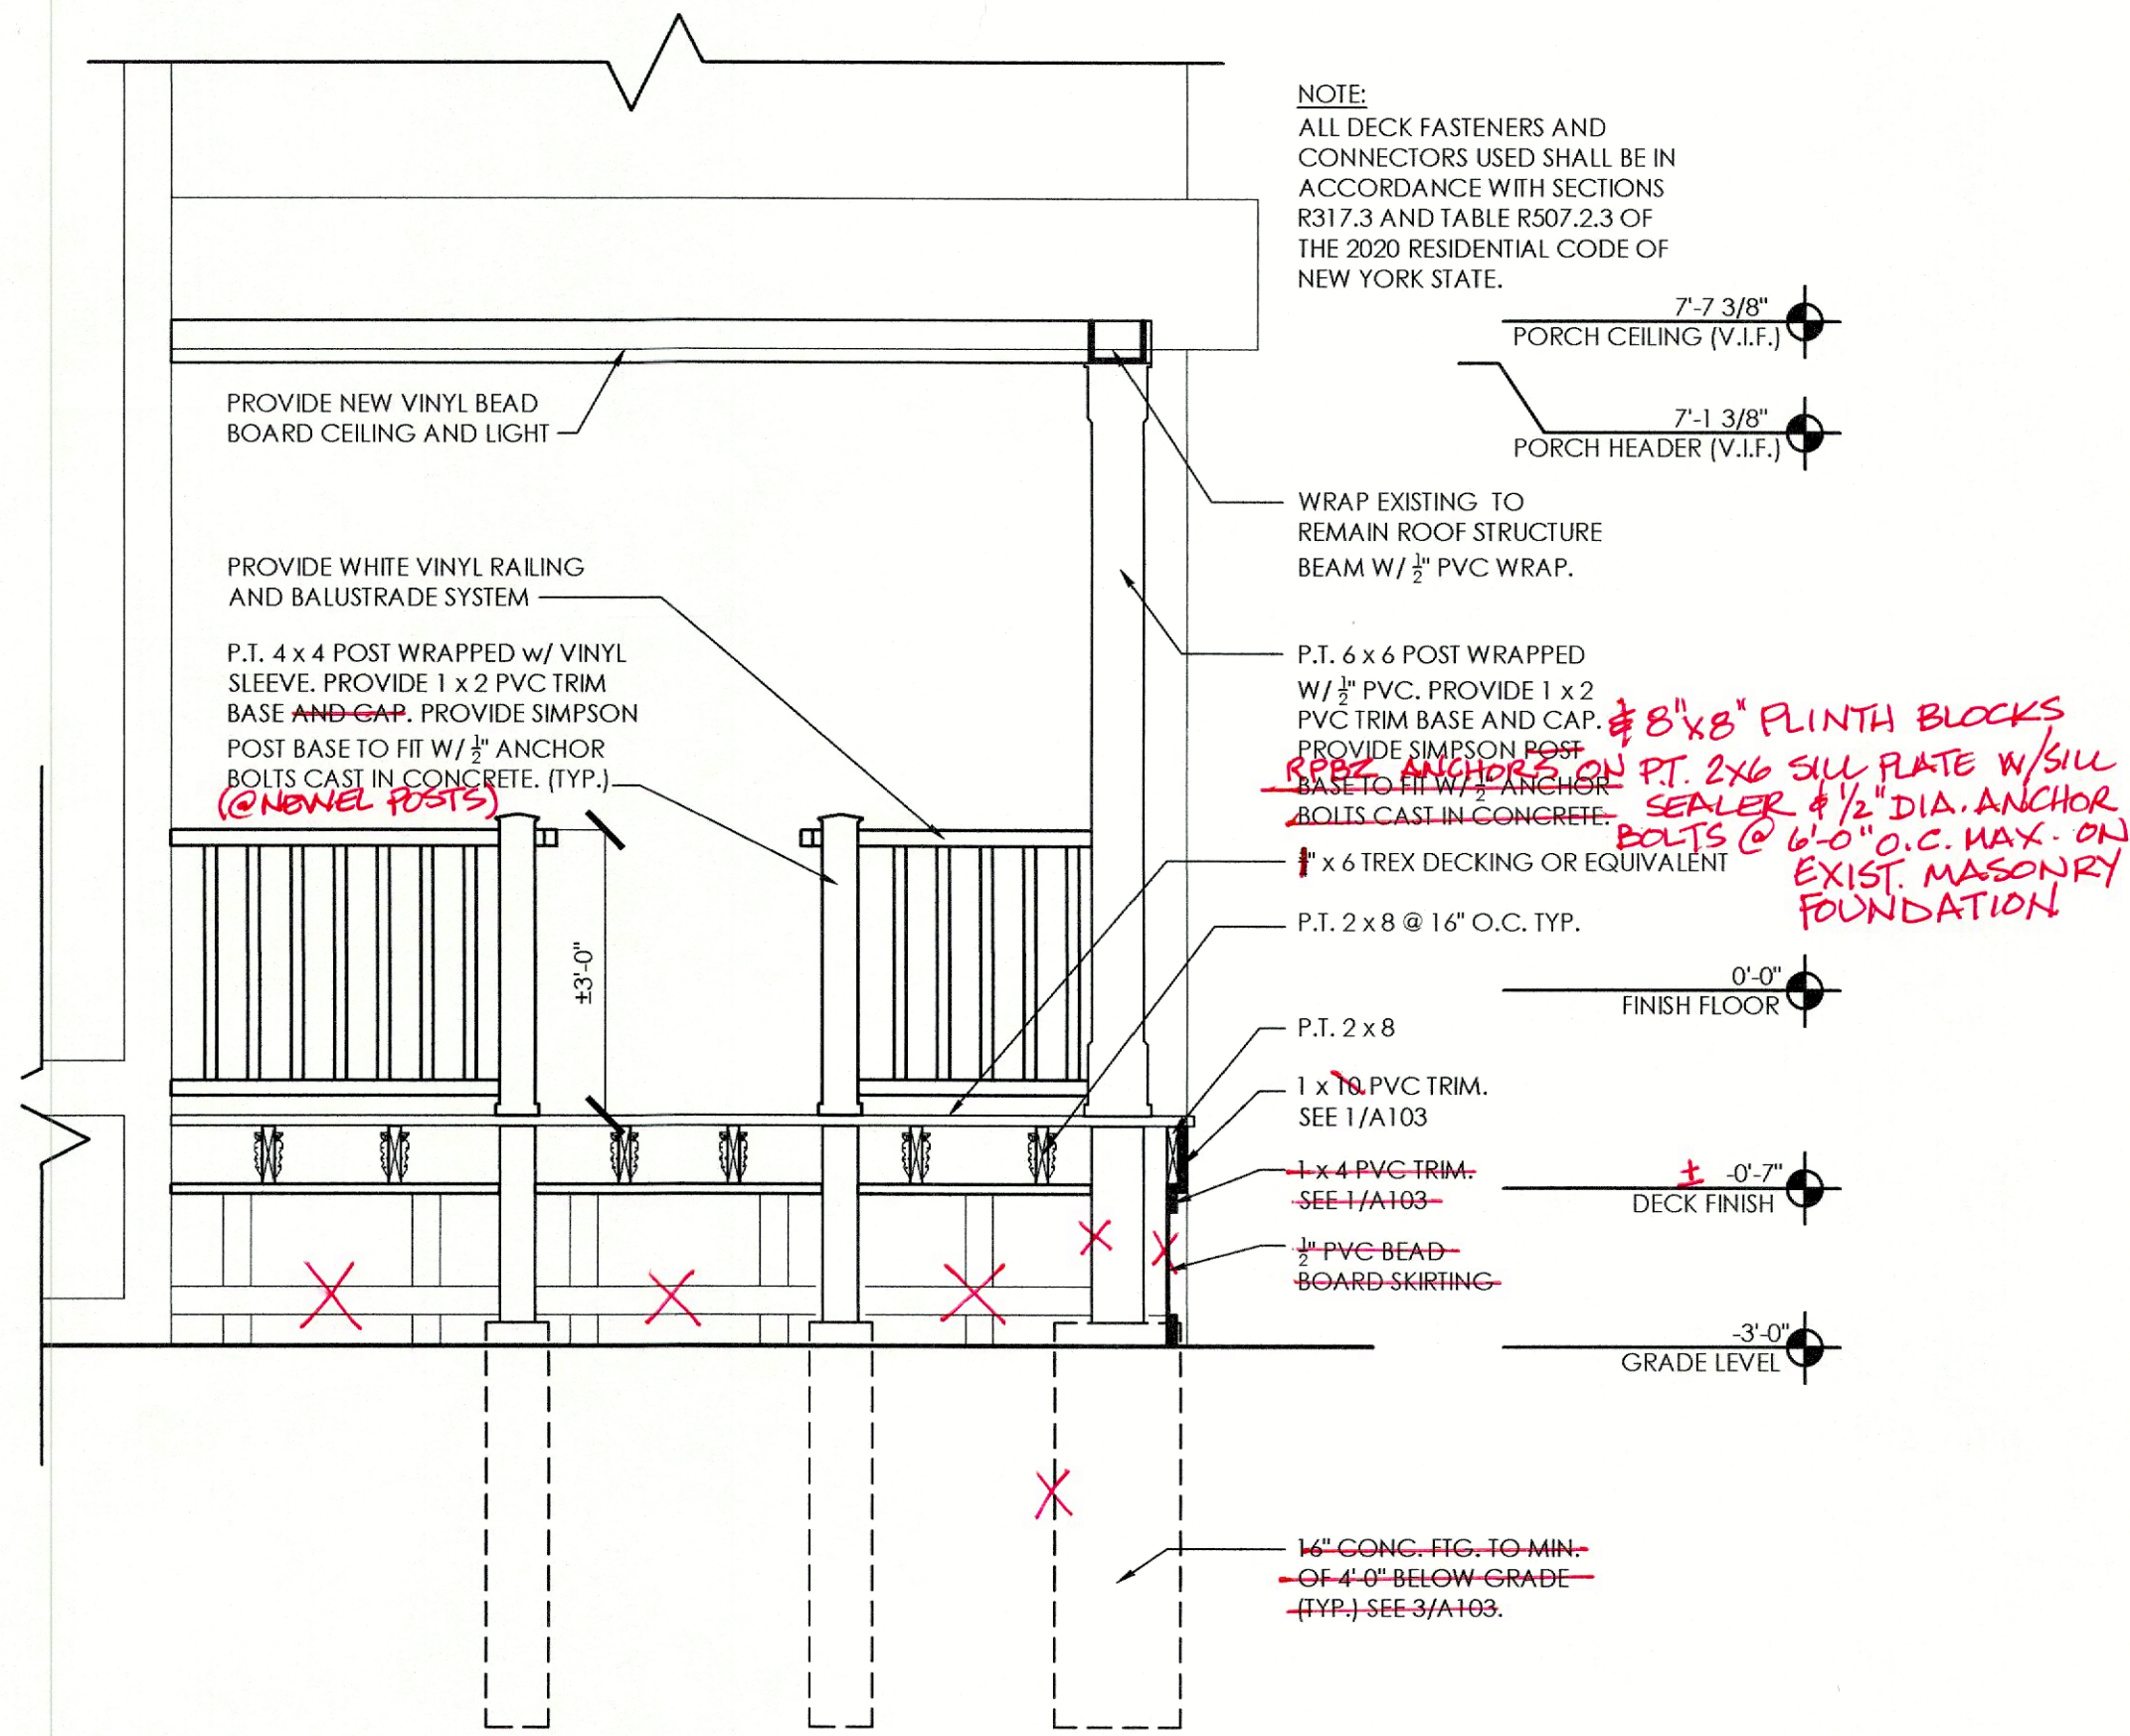 NOTE:
ALL DECK FASTENERS AND
CONNECTORS USED SHALL BE IN
ACCORDANCE WITH SECTIONS
R317.3 AND TABLE R507.2.3 OF
THE 2020 RESIDENTIAL CODE OF
NEW YORK STATE.
7'-7 3/8"
PORCH CEILING (V.I.F.)
7'-1 3/8"
PORCH HEADER (V.I.F.)
PROVIDE NEW VINYL BEAD
BOARD CEILING AND LIGHT
WRAP EXISTING TO
REMAIN ROOF STRUCTURE
BEAM W/ ½" PVC WRAP.
PROVIDE WHITE VINYL RAILING
AND BALUSTRADE SYSTEM
P.T. 4 x 4 POST WRAPPED w/ VINYL
SLEEVE. PROVIDE 1 x 2 PVC TRIM
BASE AND CAP. PROVIDE SIMPSON
POST BASE TO FIT W/ ½" ANCHOR
BOLTS CAST IN CONCRETE. (TYP.)
(@ NEWEL POSTS)
P.T. 6 x 6 POST WRAPPED
W/ ½" PVC. PROVIDE 1 x 2
PVC TRIM BASE AND CAP.
PROVIDE SIMPSON POST
BASE TO FIT W/ ½" ANCHOR
BOLTS CAST IN CONCRETE.
& 8"x8" PLINTH BLOCKS
RPBZ ANCHORS ON P.T. 2x6 SILL PLATE W/SILL
SEALER & 1/2" DIA. ANCHOR
BOLTS @ 6'-0" O.C. MAX. ON
EXIST. MASONRY
FOUNDATION
" x 6 TREX DECKING OR EQUIVALENT
P.T. 2 x 8 @ 16" O.C. TYP.
±3'-0"
0'-0"
FINISH FLOOR
P.T. 2 x 8
1 x 10 PVC TRIM.
SEE 1/A103
1 x 4 PVC TRIM.
SEE 1/A103
± -0'-7"
DECK FINISH
½" PVC BEAD
BOARD SKIRTING
-3'-0"
GRADE LEVEL
16" CONC. FTG. TO MIN.
OF 4'-0" BELOW GRADE
(TYP.) SEE 3/A103.